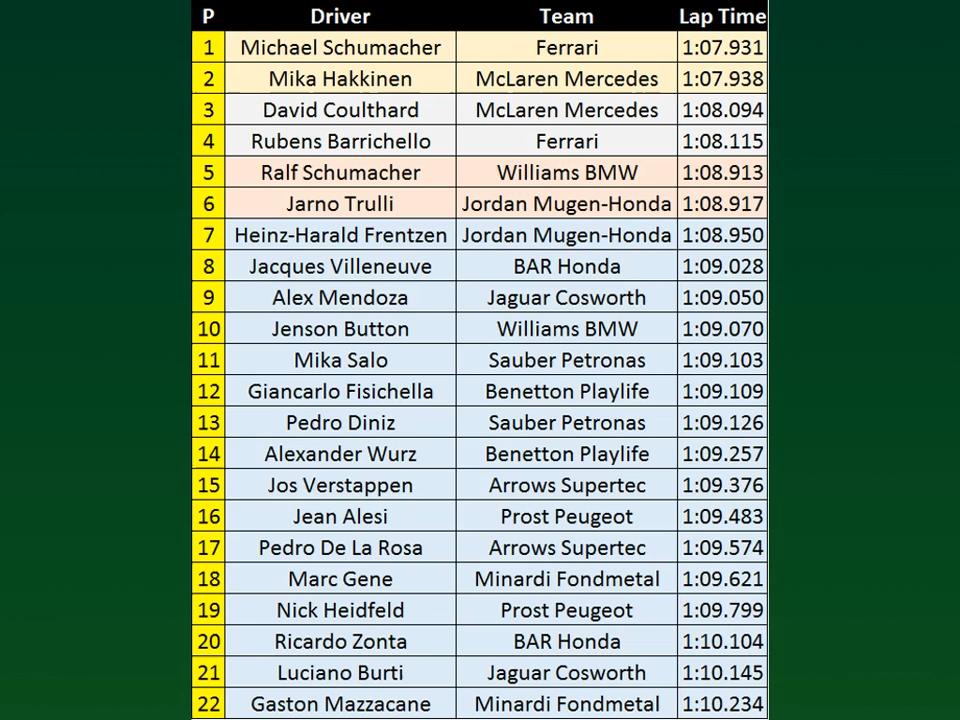 P Driver Team Lap Time
1 Michael Schumacher Ferrari 1:07.931
2 Mika Hakkinen McLaren Mercedes 1:07.938
3 David Coulthard McLaren Mercedes 1:08.094
4 Rubens Barrichello Ferrari 1:08.115
5 Ralf Schumacher Williams BMW 1:08.913
6 Jarno Trulli Jordan Mugen-Honda 1:08.917
7 Heinz-Harald Frentzen Jordan Mugen-Honda 1:08.950
8 Jacques Villeneuve BAR Honda 1:09.028
9 Alex Mendoza Jaguar Cosworth 1:09.050
10 Jenson Button Williams BMW 1:09.070
11 Mika Salo Sauber Petronas 1:09.103
12 Giancarlo Fisichella Benetton Playlife 1:09.109
13 Pedro Diniz Sauber Petronas 1:09.126
14 Alexander Wurz Benetton Playlife 1:09.257
15 Jos Verstappen Arrows Supertec 1:09.376
16 Jean Alesi Prost Peugeot 1:09.483
17 Pedro De La Rosa Arrows Supertec 1:09.574
18 Marc Gene Minardi Fondmetal 1:09.621
19 Nick Heidfeld Prost Peugeot 1:09.799
20 Ricardo Zonta BAR Honda 1:10.104
21 Luciano Burti Jaguar Cosworth 1:10.145
22 Gaston Mazzacane Minardi Fondmetal 1:10.234